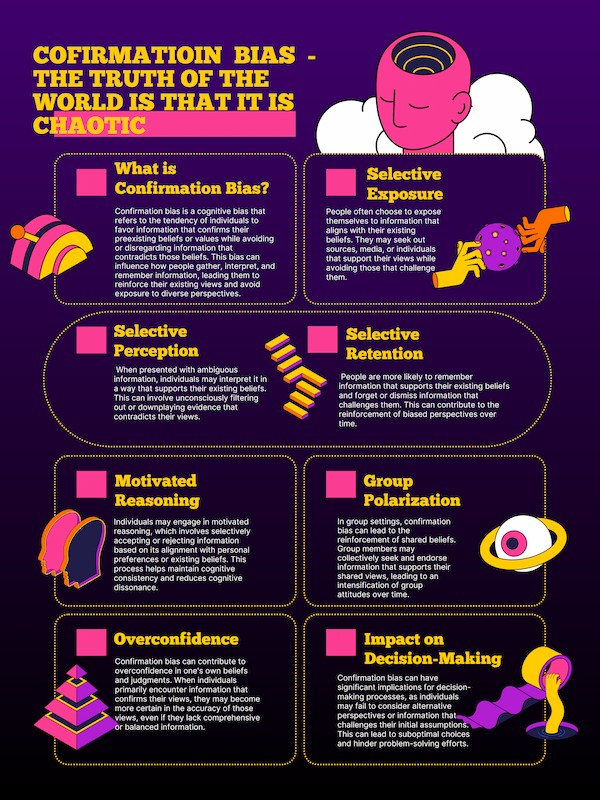 COFIRMATIOIN BIAS -
THE TRUTH OF THE
WORLD IS THAT IT IS
CHAOTIC
What is
Confirmation Bias?
Confirmation bias is a cognitive bias that
refers to the tendency of individuals to
favor information that confirms their
preexisting beliefs or values while avoiding
or disregarding information that
contradicts those beliefs. This bias can
influence how people gather, interpret, and
remember information, leading them to
reinforce their existing views and avoid
exposure to diverse perspectives.
Selective
Exposure
People often choose to expose
themselves to information that
aligns with their existing
beliefs. They may seek out
sources, media, or individuals
that support their views while
avoiding those that challenge
them.
Selective
Perception
When presented with ambiguous
information, individuals may interpret it in
a way that supports their existing beliefs.
This can involve unconsciously filtering
out or downplaying evidence that
contradicts their views.
Selective
Retention
People are more likely to remember
information that supports their existing beliefs
and forget or dismiss information that
challenges them. This can contribute to the
reinforcement of biased perspectives over
time.
Motivated
Reasoning
Individuals may engage in motivated
reasoning, which involves selectively
accepting or rejecting information
based on its alignment with personal
preferences or existing beliefs. This
process helps maintain cognitive
consistency and reduces cognitive
dissonance.
Group
Polarization
In group settings, confirmation
bias can lead to the
reinforcement of shared beliefs.
Group members may
collectively seek and endorse
information that supports their
shared views, leading to an
intensification of group
attitudes over time.
Overconfidence
Confirmation bias can contribute to
overconfidence in one's own beliefs
and judgments. When individuals
primarily encounter information that
confirms their views, they may become
more certain in the accuracy of those
views, even if they lack comprehensive
or balanced information.
Impact on
Decision-Making
Confirmation bias can have
significant implications for decision-
making processes, as individuals
may fail to consider alternative
perspectives or information that
challenges their initial assumptions.
This can lead to suboptimal choices
and hinder problem-solving efforts.